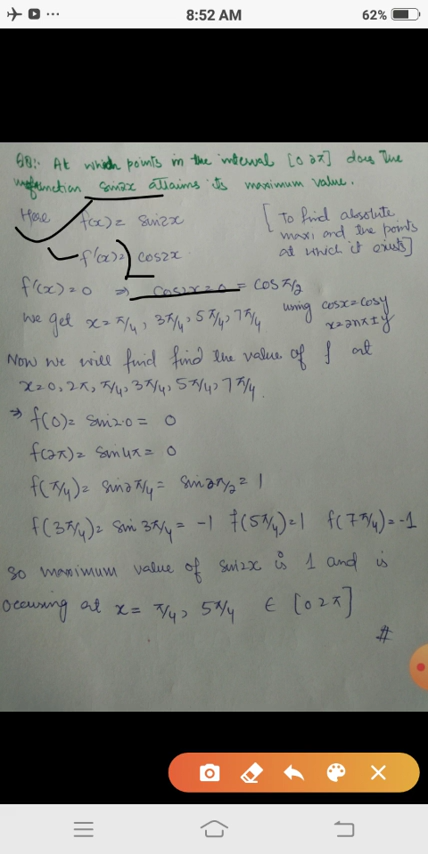 8:52 AM
62%
Q8:. At which points in the interval [0 2π] does the
function sin2x attains its maximum value.
Here f(x) = sin2x
[To find absolute
max, and the points
at which it exists]
f'(x) = cos2x
f'(x) = 0 ⇒ cos2x = 0 = cos π/2
using cosx = cosy
x = 2nπ ± y
we get x = π/4, 3π/4, 5π/4, 7π/4
Now we will find find the value of f at
x = 0, 2π, π/4, 3π/4, 5π/4, 7π/4.
⇒ f(0) = sin2.0 = 0
f(2π) = sin4π = 0
f(π/4) = sin2π/4 = sin2π/2 = 1
f(3π/4) = sin 3π/4 = -1 f(5π/4) = 1 f(7π/4) = -1
so maximum value of sin2x is 1 and is
occuring at x = π/4, 5π/4 ∈ [0 2π]
#